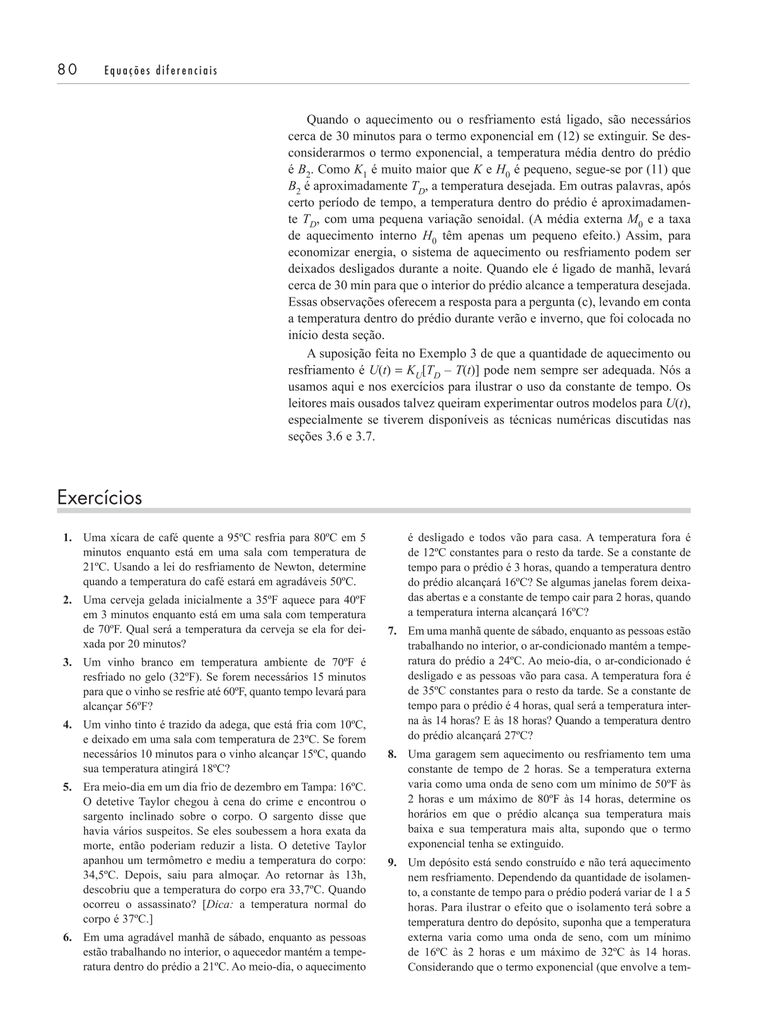 80 Equações diferenciais
Quando o aquecimento ou o resfriamento está ligado, são necessários
cerca de 30 minutos para o termo exponencial em (12) se extinguir. Se des-
considerarmos o termo exponencial, a temperatura média dentro do prédio
é B2. Como K1 é muito maior que K e H0 é pequeno, segue-se por (11) que
B2 é aproximadamente TD, a temperatura desejada. Em outras palavras, após
certo período de tempo, a temperatura dentro do prédio é aproximadamen-
te TD, com uma pequena variação senoidal. (A média externa M0 e a taxa
de aquecimento interno H0 têm apenas um pequeno efeito.) Assim, para
economizar energia, o sistema de aquecimento ou resfriamento podem ser
deixados desligados durante a noite. Quando ele é ligado de manhã, levará
cerca de 30 min para que o interior do prédio alcance a temperatura desejada.
Essas observações oferecem a resposta para a pergunta (c), levando em conta
a temperatura dentro do prédio durante verão e inverno, que foi colocada no
início desta seção.
A suposição feita no Exemplo 3 de que a quantidade de aquecimento ou
resfriamento é U(t) = KU[TD – T(t)] pode nem sempre ser adequada. Nós a
usamos aqui e nos exercícios para ilustrar o uso da constante de tempo. Os
leitores mais ousados talvez queiram experimentar outros modelos para U(t),
especialmente se tiverem disponíveis as técnicas numéricas discutidas nas
seções 3.6 e 3.7.
Exercícios
1. Uma xícara de café quente a 95ºC resfria para 80ºC em 5
minutos enquanto está em uma sala com temperatura de
21ºC. Usando a lei do resfriamento de Newton, determine
quando a temperatura do café estará em agradáveis 50ºC.
2. Uma cerveja gelada inicialmente a 35ºF aquece para 40ºF
em 3 minutos enquanto está em uma sala com temperatura
de 70ºF. Qual será a temperatura da cerveja se ela for dei-
xada por 20 minutos?
3. Um vinho branco em temperatura ambiente de 70ºF é
resfriado no gelo (32ºF). Se forem necessários 15 minutos
para que o vinho se resfrie até 60ºF, quanto tempo levará para
alcançar 56ºF?
4. Um vinho tinto é trazido da adega, que está fria com 10ºC,
e deixado em uma sala com temperatura de 23ºC. Se forem
necessários 10 minutos para o vinho alcançar 15ºC, quando
sua temperatura atingirá 18ºC?
5. Era meio-dia em um dia frio de dezembro em Tampa: 16ºC.
O detetive Taylor chegou à cena do crime e encontrou o
sargento inclinado sobre o corpo. O sargento disse que
havia vários suspeitos. Se eles soubessem a hora exata da
morte, então poderiam reduzir a lista. O detetive Taylor
apanhou um termômetro e mediu a temperatura do corpo:
34,5ºC. Depois, saiu para almoçar. Ao retornar às 13h,
descobriu que a temperatura do corpo era 33,7ºC. Quando
ocorreu o assassinato? [Dica: a temperatura normal do
corpo é 37ºC.]
6. Em uma agradável manhã de sábado, enquanto as pessoas
estão trabalhando no interior, o aquecedor mantém a tempe-
ratura dentro do prédio a 21ºC. Ao meio-dia, o aquecimento
é desligado e todos vão para casa. A temperatura fora é
de 12ºC constantes para o resto da tarde. Se a constante de
tempo para o prédio é 3 horas, quando a temperatura dentro
do prédio alcançará 16ºC? Se algumas janelas forem deixa-
das abertas e a constante de tempo cair para 2 horas, quando
a temperatura interna alcançará 16ºC?
7. Em uma manhã quente de sábado, enquanto as pessoas estão
trabalhando no interior, o ar-condicionado mantém a tempe-
ratura do prédio a 24ºC. Ao meio-dia, o ar-condicionado é
desligado e as pessoas vão para casa. A temperatura fora é
de 35ºC constantes para o resto da tarde. Se a constante de
tempo para o prédio é 4 horas, qual será a temperatura inter-
na às 14 horas? E às 18 horas? Quando a temperatura dentro
do prédio alcançará 27ºC?
8. Uma garagem sem aquecimento ou resfriamento tem uma
constante de tempo de 2 horas. Se a temperatura externa
varia como uma onda de seno com um mínimo de 50ºF às
2 horas e um máximo de 80ºF às 14 horas, determine os
horários em que o prédio alcança sua temperatura mais
baixa e sua temperatura mais alta, supondo que o termo
exponencial tenha se extinguido.
9. Um depósito está sendo construído e não terá aquecimento
nem resfriamento. Dependendo da quantidade de isolamen-
to, a constante de tempo para o prédio poderá variar de 1 a 5
horas. Para ilustrar o efeito que o isolamento terá sobre a
temperatura dentro do depósito, suponha que a temperatura
externa varia como uma onda de seno, com um mínimo
de 16ºC às 2 horas e um máximo de 32ºC às 14 horas.
Considerando que o termo exponencial (que envolve a tem-